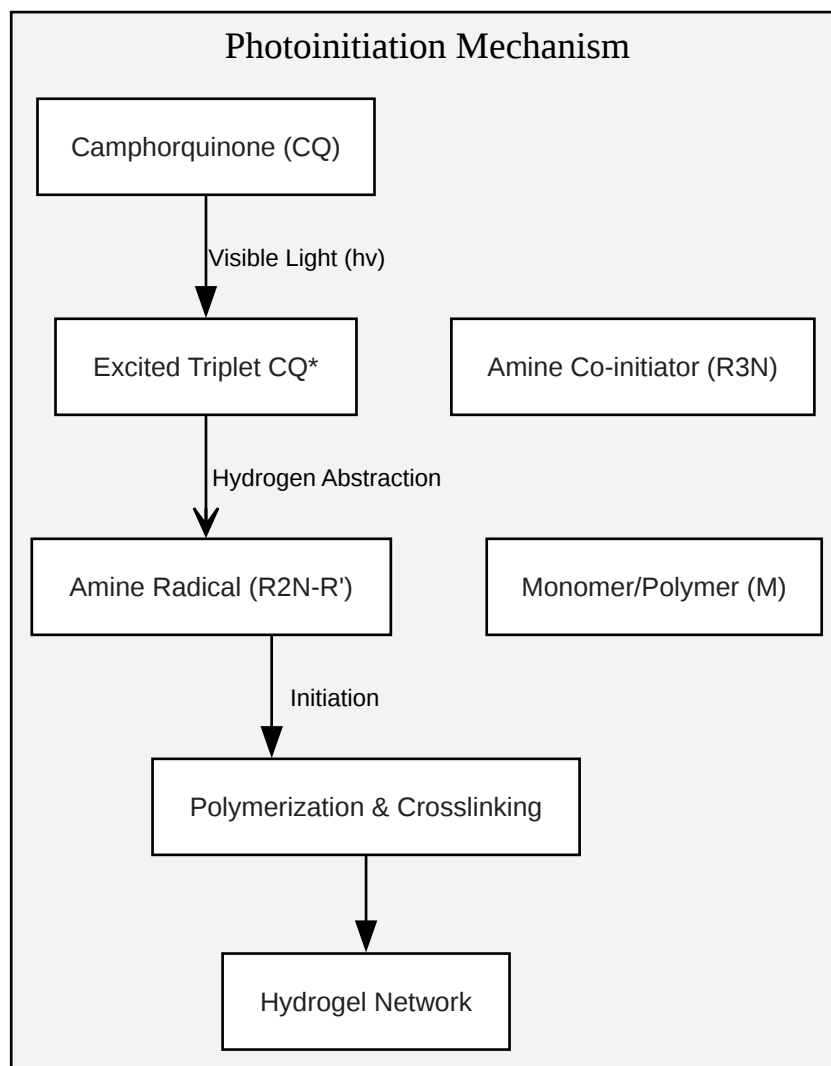 Photoinitiation Mechanism
Camphorquinone (CQ)
Visible Light (hv)
Excited Triplet CQ*
Amine Co-initiator (R3N)
Hydrogen Abstraction
Amine Radical (R2N-R')
Monomer/Polymer (M)
Initiation
Polymerization & Crosslinking
Hydrogel Network